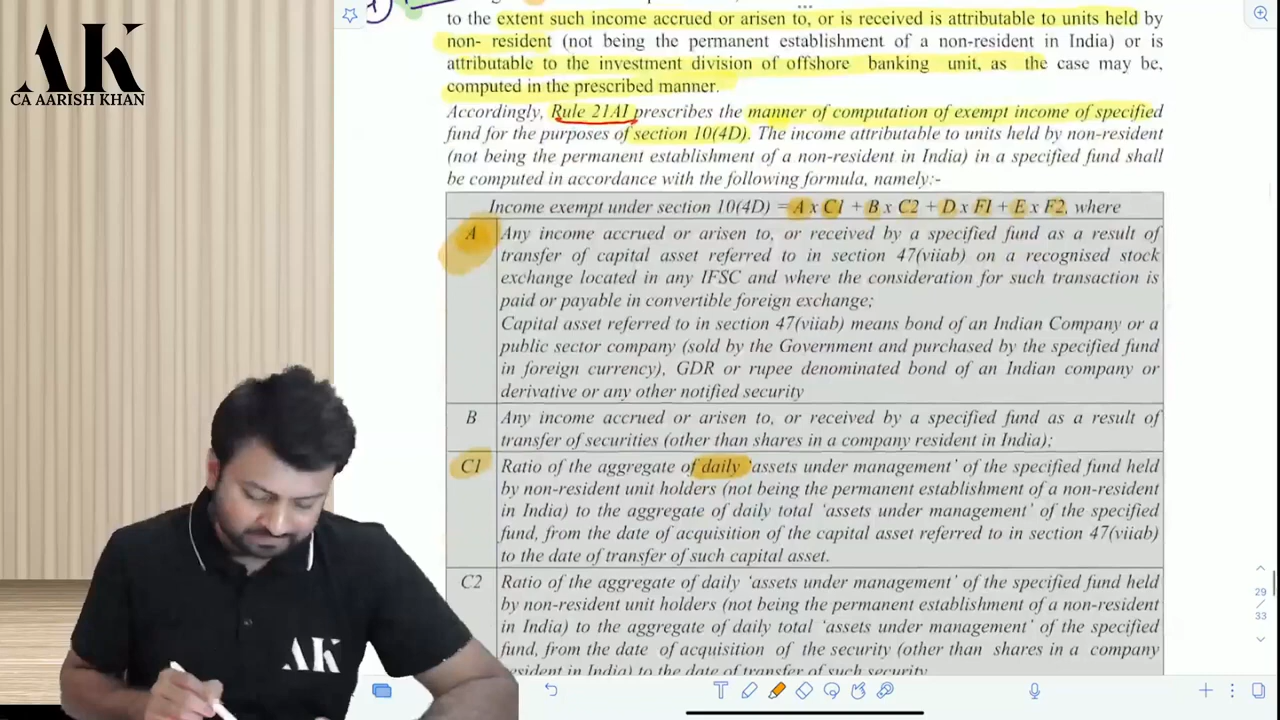 AK
CA AARISH KHAN
to the extent such income accrued or arisen to, or is received is attributable to units held by
non- resident (not being the permanent establishment of a non-resident in India) or is
attributable to the investment division of offshore banking unit, as the case may be,
computed in the prescribed manner.
Accordingly, Rule 21AI prescribes the manner of computation of exempt income of specified
fund for the purposes of section 10(4D). The income attributable to units held by non-resident
(not being the permanent establishment of a non-resident in India) in a specified fund shall
be computed in accordance with the following formula, namely:-
Income exempt under section 10(4D) = A x C1 + B x C2 + D x F1 + E x F2, where
A Any income accrued or arisen to, or received by a specified fund as a result of
transfer of capital asset referred to in section 47(viiab) on a recognised stock
exchange located in any IFSC and where the consideration for such transaction is
paid or payable in convertible foreign exchange;
Capital asset referred to in section 47(viiab) means bond of an Indian Company or a
public sector company (sold by the Government and purchased by the specified fund
in foreign currency), GDR or rupee denominated bond of an Indian company or
derivative or any other notified security
B Any income accrued or arisen to, or received by a specified fund as a result of
transfer of securities (other than shares in a company resident in India);
C1 Ratio of the aggregate of daily 'assets under management' of the specified fund held
by non-resident unit holders (not being the permanent establishment of a non-resident
in India) to the aggregate of daily total 'assets under management' of the specified
fund, from the date of acquisition of the capital asset referred to in section 47(viiab)
to the date of transfer of such capital asset.
C2 Ratio of the aggregate of daily 'assets under management' of the specified fund held
by non-resident unit holders (not being the permanent establishment of a non-resident
in India) to the aggregate of daily total 'assets under management' of the specified
fund, from the date of acquisition of the security (other than shares in a company
resident in India) to the date of transfer of such security
29
/
33
AK
T